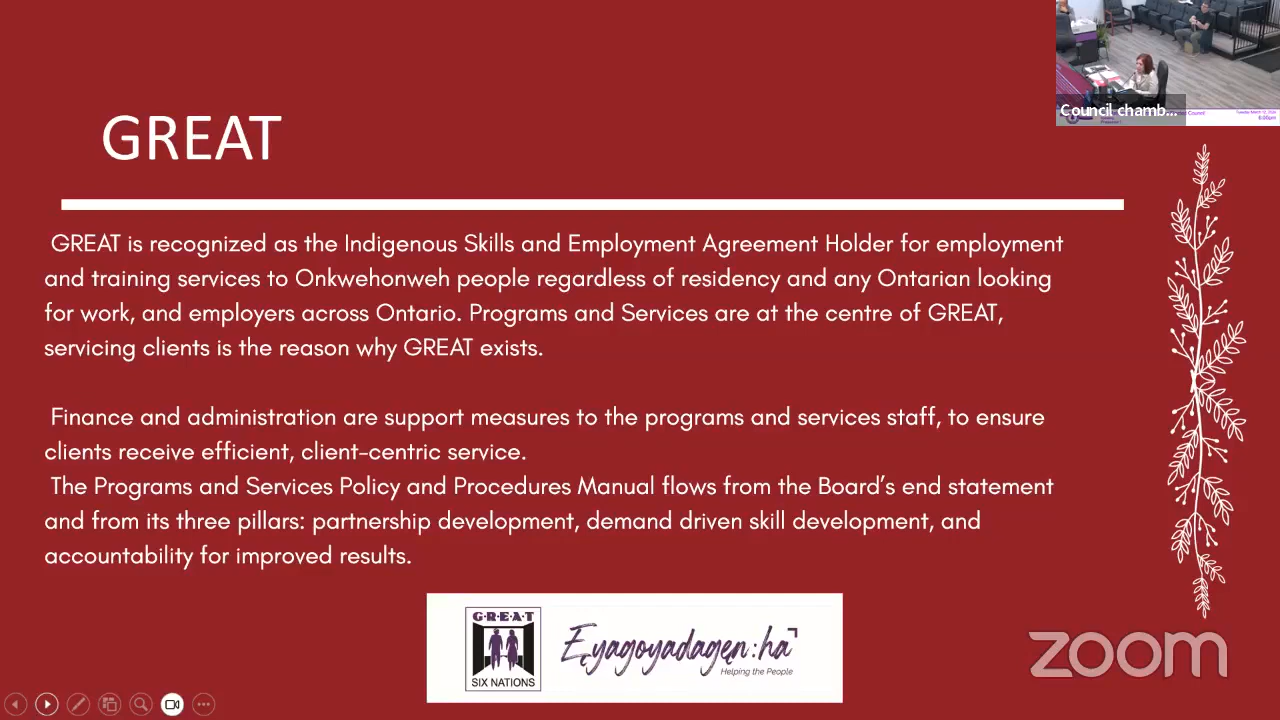 Council chamb...
GREAT
GREAT is recognized as the Indigenous Skills and Employment Agreement Holder for employment
and training services to Onkwehonweh people regardless of residency and any Ontarian looking
for work, and employers across Ontario. Programs and Services are at the centre of GREAT,
servicing clients is the reason why GREAT exists.
Finance and administration are support measures to the programs and services staff, to ensure
clients receive efficient, client-centric service.
The Programs and Services Policy and Procedures Manual flows from the Board's end statement
and from its three pillars: partnership development, demand driven skill development, and
accountability for improved results.
G·R·E·A·T
SIX NATIONS
Ęyagoyadagęn:ha⹋
Helping the People
zoom